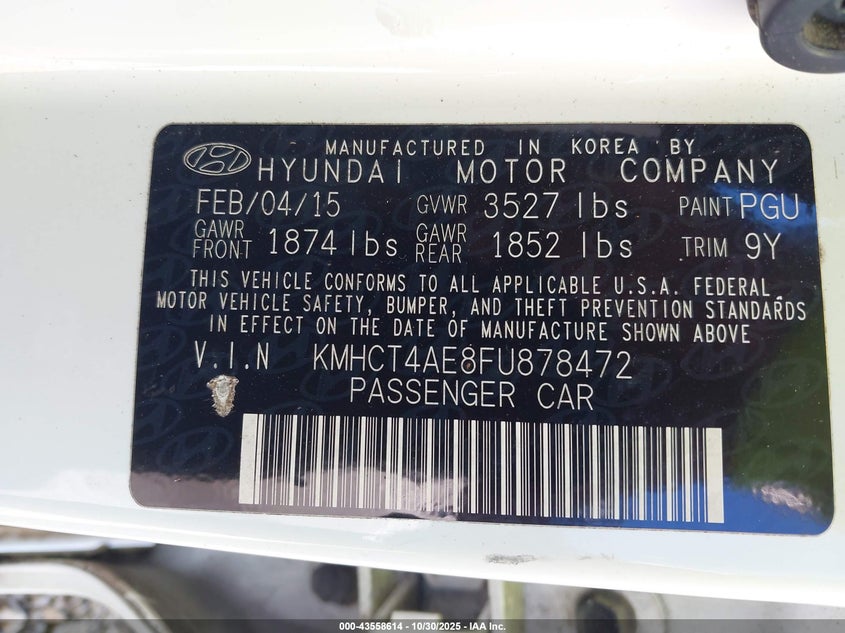 MANUFACTURED IN KOREA BY
HYUNDAI MOTOR COMPANY
FEB/04/15 GVWR 3527 lbs PAINT PGU
GAWR FRONT 1874 lbs GAWR REAR 1852 lbs TRIM 9Y
THIS VEHICLE CONFORMS TO ALL APPLICABLE U.S.A. FEDERAL
MOTOR VEHICLE SAFETY, BUMPER, AND THEFT PREVENTION STANDARDS
IN EFFECT ON THE DATE OF MANUFACTURE SHOWN ABOVE
V.I.N KMHCT4AE8FU878472
PASSENGER CAR
000-43558614 - 10/30/2025 - IAAI.com